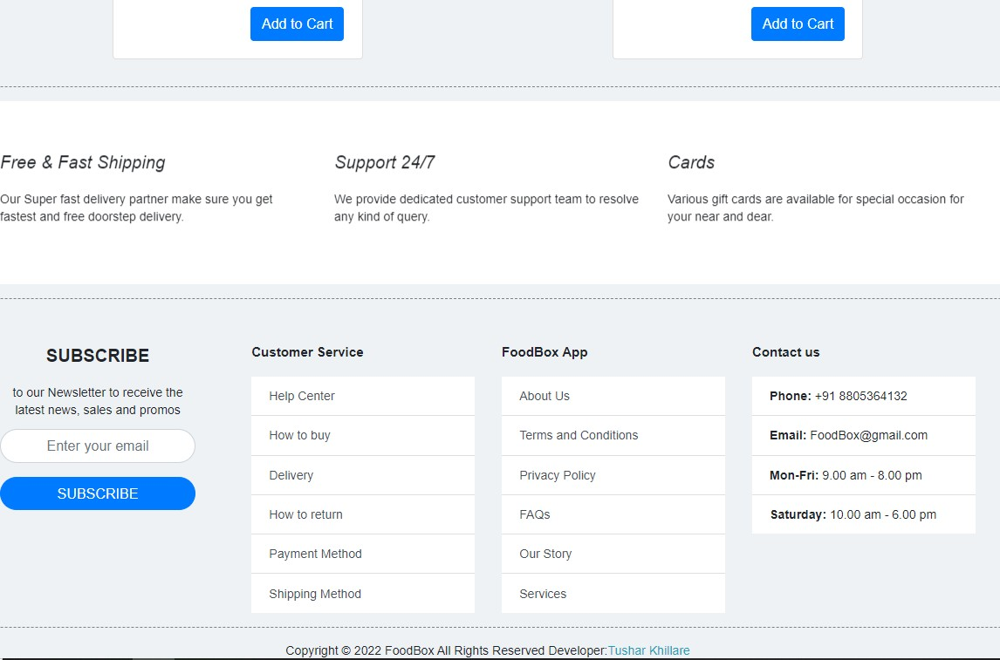 Add to Cart
Add to Cart
Free & Fast Shipping
Our Super fast delivery partner make sure you get
fastest and free doorstep delivery.
Support 24/7
We provide dedicated customer support team to resolve
any kind of query.
Cards
Various gift cards are available for special occasion for
your near and dear.
SUBSCRIBE
to our Newsletter to receive the
latest news, sales and promos
Enter your email
SUBSCRIBE
Customer Service
Help Center
How to buy
Delivery
How to return
Payment Method
Shipping Method
FoodBox App
About Us
Terms and Conditions
Privacy Policy
FAQs
Our Story
Services
Contact us
Phone: +91 8805364132
Email: FoodBox@gmail.com
Mon-Fri: 9.00 am - 8.00 pm
Saturday: 10.00 am - 6.00 pm
Copyright © 2022 FoodBox All Rights Reserved Developer:Tushar Khillare